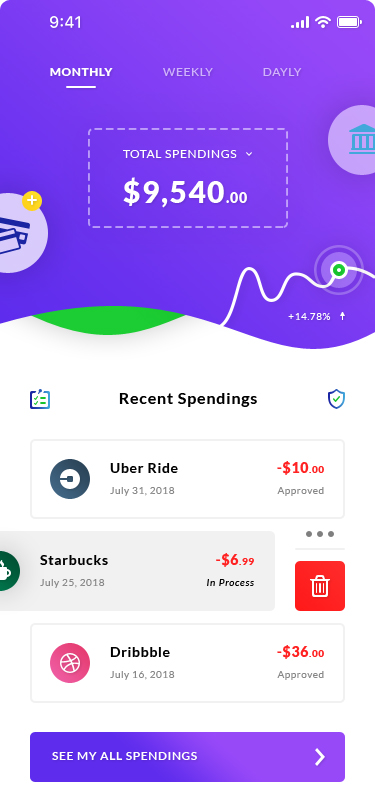 9:41
MONTHLY WEEKLY DAYLY
TOTAL SPENDINGS
$9,540.00
+14.78%
Recent Spendings
Uber Ride -$10.00
July 31, 2018 Approved
Starbucks -$6.99
July 25, 2018 In Process
Dribbble -$36.00
July 16, 2018 Approved
SEE MY ALL SPENDINGS